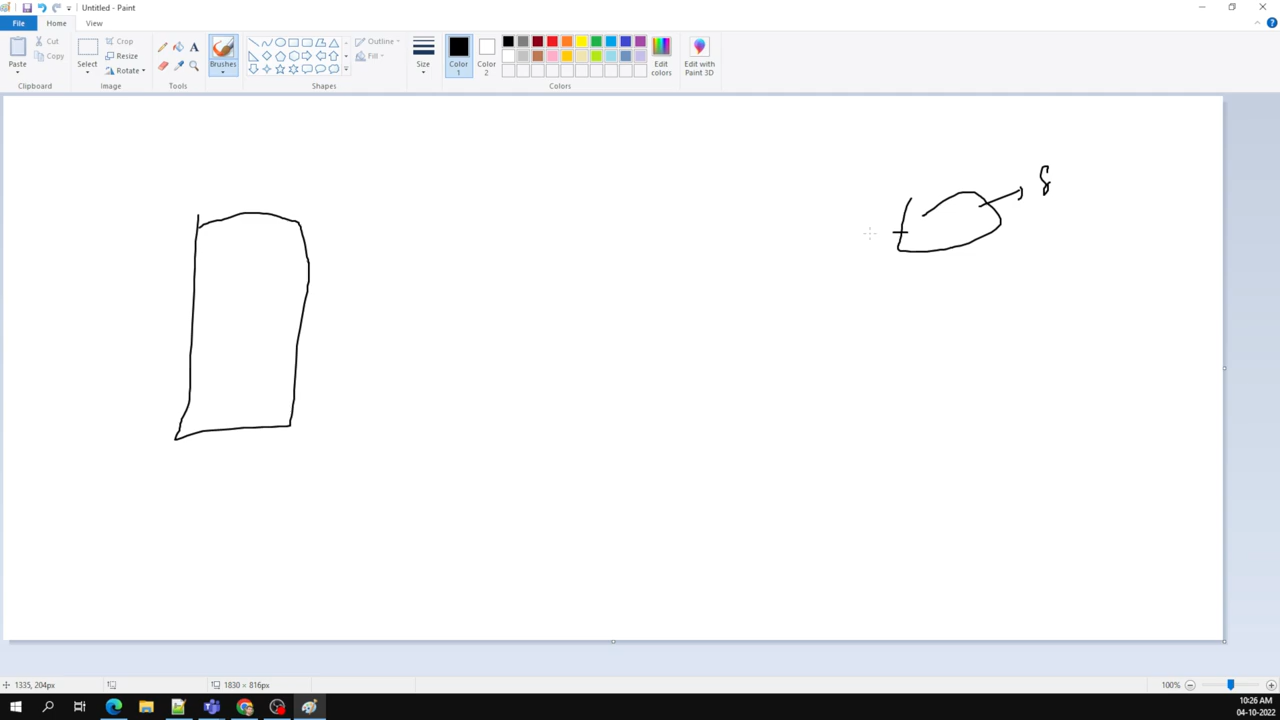 Untitled - Paint
File
Home
View
Paste
Cut
Copy
Clipboard
Select
Crop
Resize
Rotate
Image
Tools
Brushes
Shapes
Outline
Fill
Size
Color 1
Color 2
Colors
Edit colors
Edit with Paint 3D
1335, 204px
1830 × 816px
100%
10:26 AM
04-10-2022